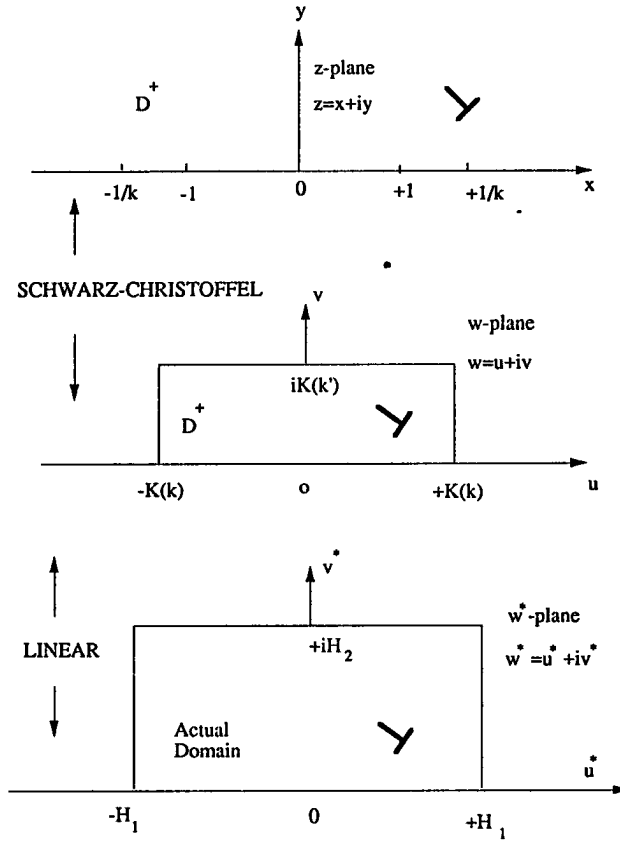 y
z-plane
D+
z=x+iy
-1/k -1 0 +1 +1/k x
SCHWARZ-CHRISTOFFEL
v
w-plane
w=u+iv
iK(k')
D+
-K(k) o +K(k) u
v*
w*-plane
LINEAR
+iH2
w*=u*+iv*
Actual
Domain
u*
-H1 0 +H1